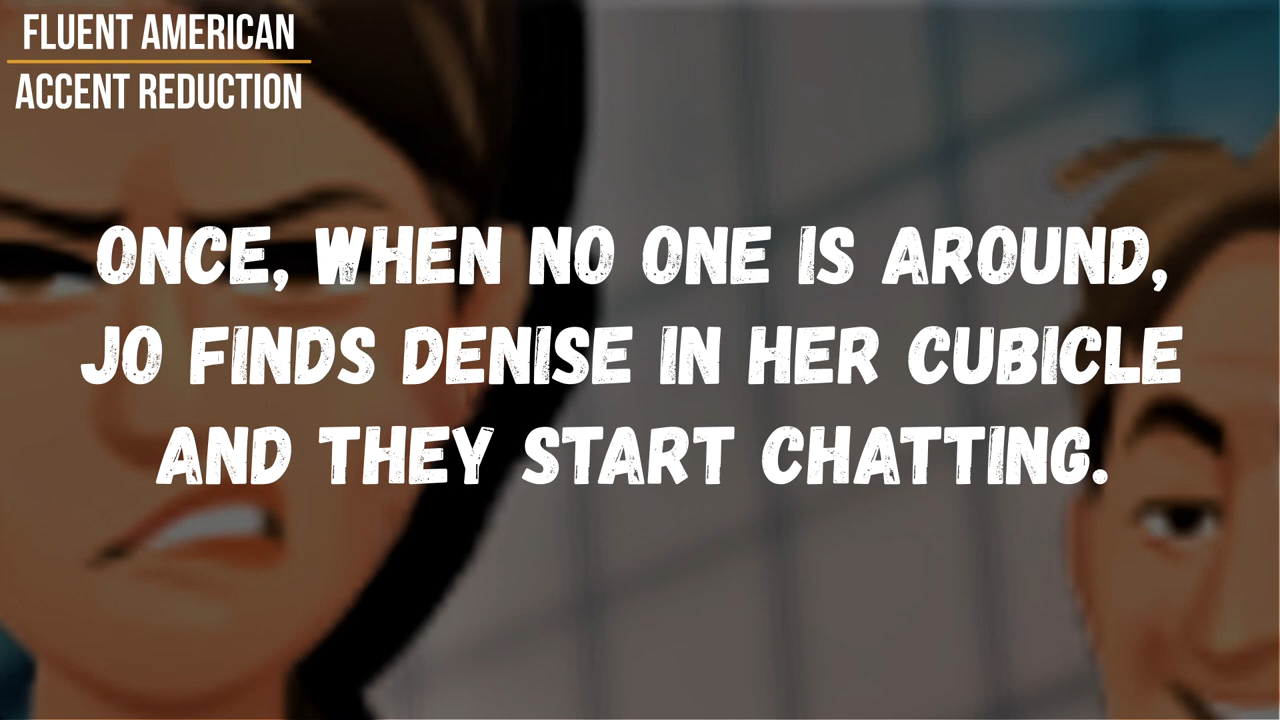 FLUENT AMERICAN
ACCENT REDUCTION
ONCE, WHEN NO ONE IS AROUND,
JO FINDS DENISE IN HER CUBICLE
AND THEY START CHATTING.